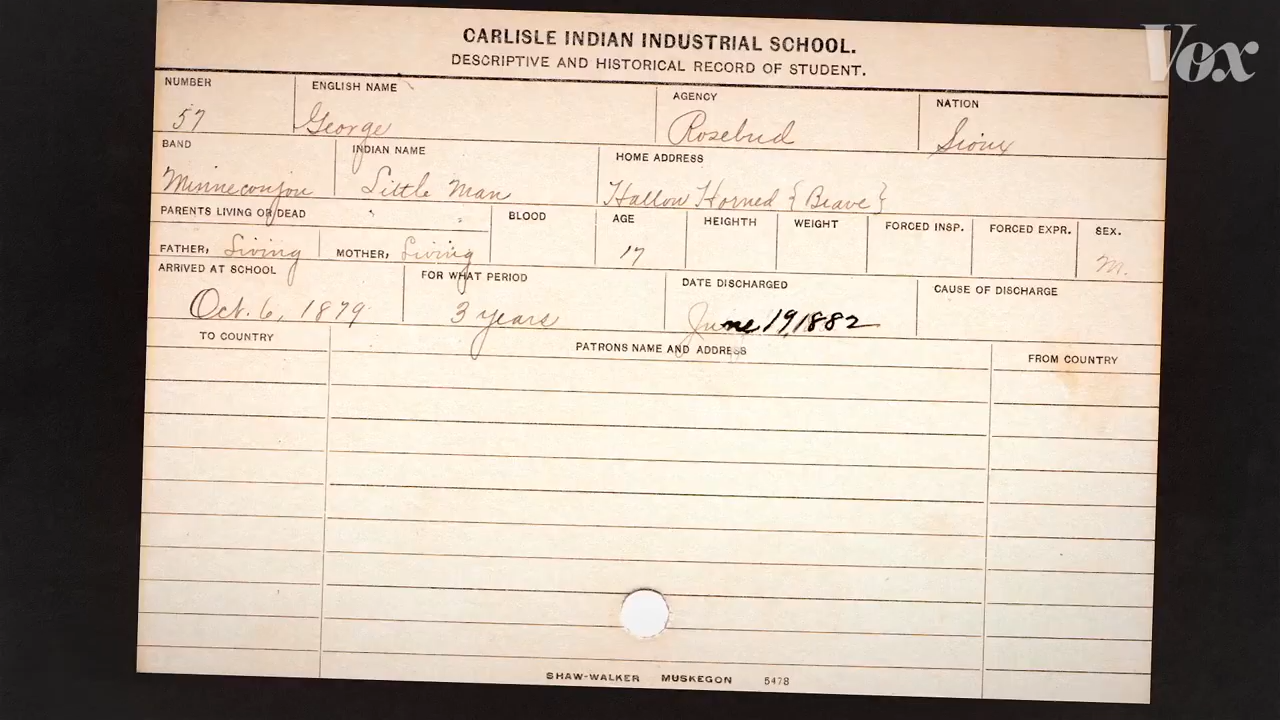 Vox
CARLISLE INDIAN INDUSTRIAL SCHOOL.
DESCRIPTIVE AND HISTORICAL RECORD OF STUDENT.
NUMBER ENGLISH NAME AGENCY NATION
57 George Rosebud Sioux
BAND INDIAN NAME HOME ADDRESS
Minneconjou Little Man Hallow Horned {Brave}
PARENTS LIVING OR DEAD BLOOD AGE HEIGHTH WEIGHT FORCED INSP. FORCED EXPR. SEX.
FATHER, Living MOTHER, Living 17 M.
ARRIVED AT SCHOOL FOR WHAT PERIOD DATE DISCHARGED CAUSE OF DISCHARGE
Oct. 6, 1879 3 years June 19, 1882
TO COUNTRY PATRONS NAME AND ADDRESS FROM COUNTRY
SHAW-WALKER MUSKEGON 5478